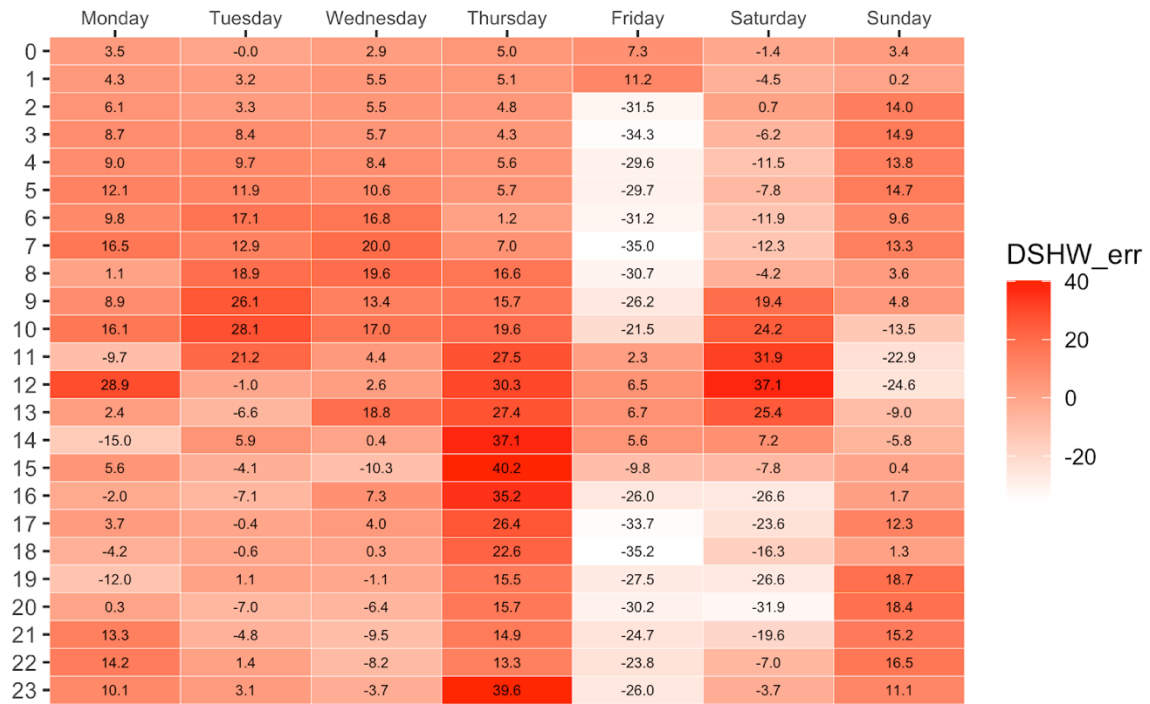 Monday Tuesday Wednesday Thursday Friday Saturday Sunday
0 3.5 -0.0 2.9 5.0 7.3 -1.4 3.4
1 4.3 3.2 5.5 5.1 11.2 -4.5 0.2
2 6.1 3.3 5.5 4.8 -31.5 0.7 14.0
3 8.7 8.4 5.7 4.3 -34.3 -6.2 14.9
4 9.0 9.7 8.4 5.6 -29.6 -11.5 13.8
5 12.1 11.9 10.6 5.7 -29.7 -7.8 14.7
6 9.8 17.1 16.8 1.2 -31.2 -11.9 9.6
7 16.5 12.9 20.0 7.0 -35.0 -12.3 13.3
8 1.1 18.9 19.6 16.6 -30.7 -4.2 3.6
9 8.9 26.1 13.4 15.7 -26.2 19.4 4.8
10 16.1 28.1 17.0 19.6 -21.5 24.2 -13.5
11 -9.7 21.2 4.4 27.5 2.3 31.9 -22.9
12 28.9 -1.0 2.6 30.3 6.5 37.1 -24.6
13 2.4 -6.6 18.8 27.4 6.7 25.4 -9.0
14 -15.0 5.9 0.4 37.1 5.6 7.2 -5.8
15 5.6 -4.1 -10.3 40.2 -9.8 -7.8 0.4
16 -2.0 -7.1 7.3 35.2 -26.0 -26.6 1.7
17 3.7 -0.4 4.0 26.4 -33.7 -23.6 12.3
18 -4.2 -0.6 0.3 22.6 -35.2 -16.3 1.3
19 -12.0 1.1 -1.1 15.5 -27.5 -26.6 18.7
20 0.3 -7.0 -6.4 15.7 -30.2 -31.9 18.4
21 13.3 -4.8 -9.5 14.9 -24.7 -19.6 15.2
22 14.2 1.4 -8.2 13.3 -23.8 -7.0 16.5
23 10.1 3.1 -3.7 39.6 -26.0 -3.7 11.1
DSHW_err
40
20
0
-20